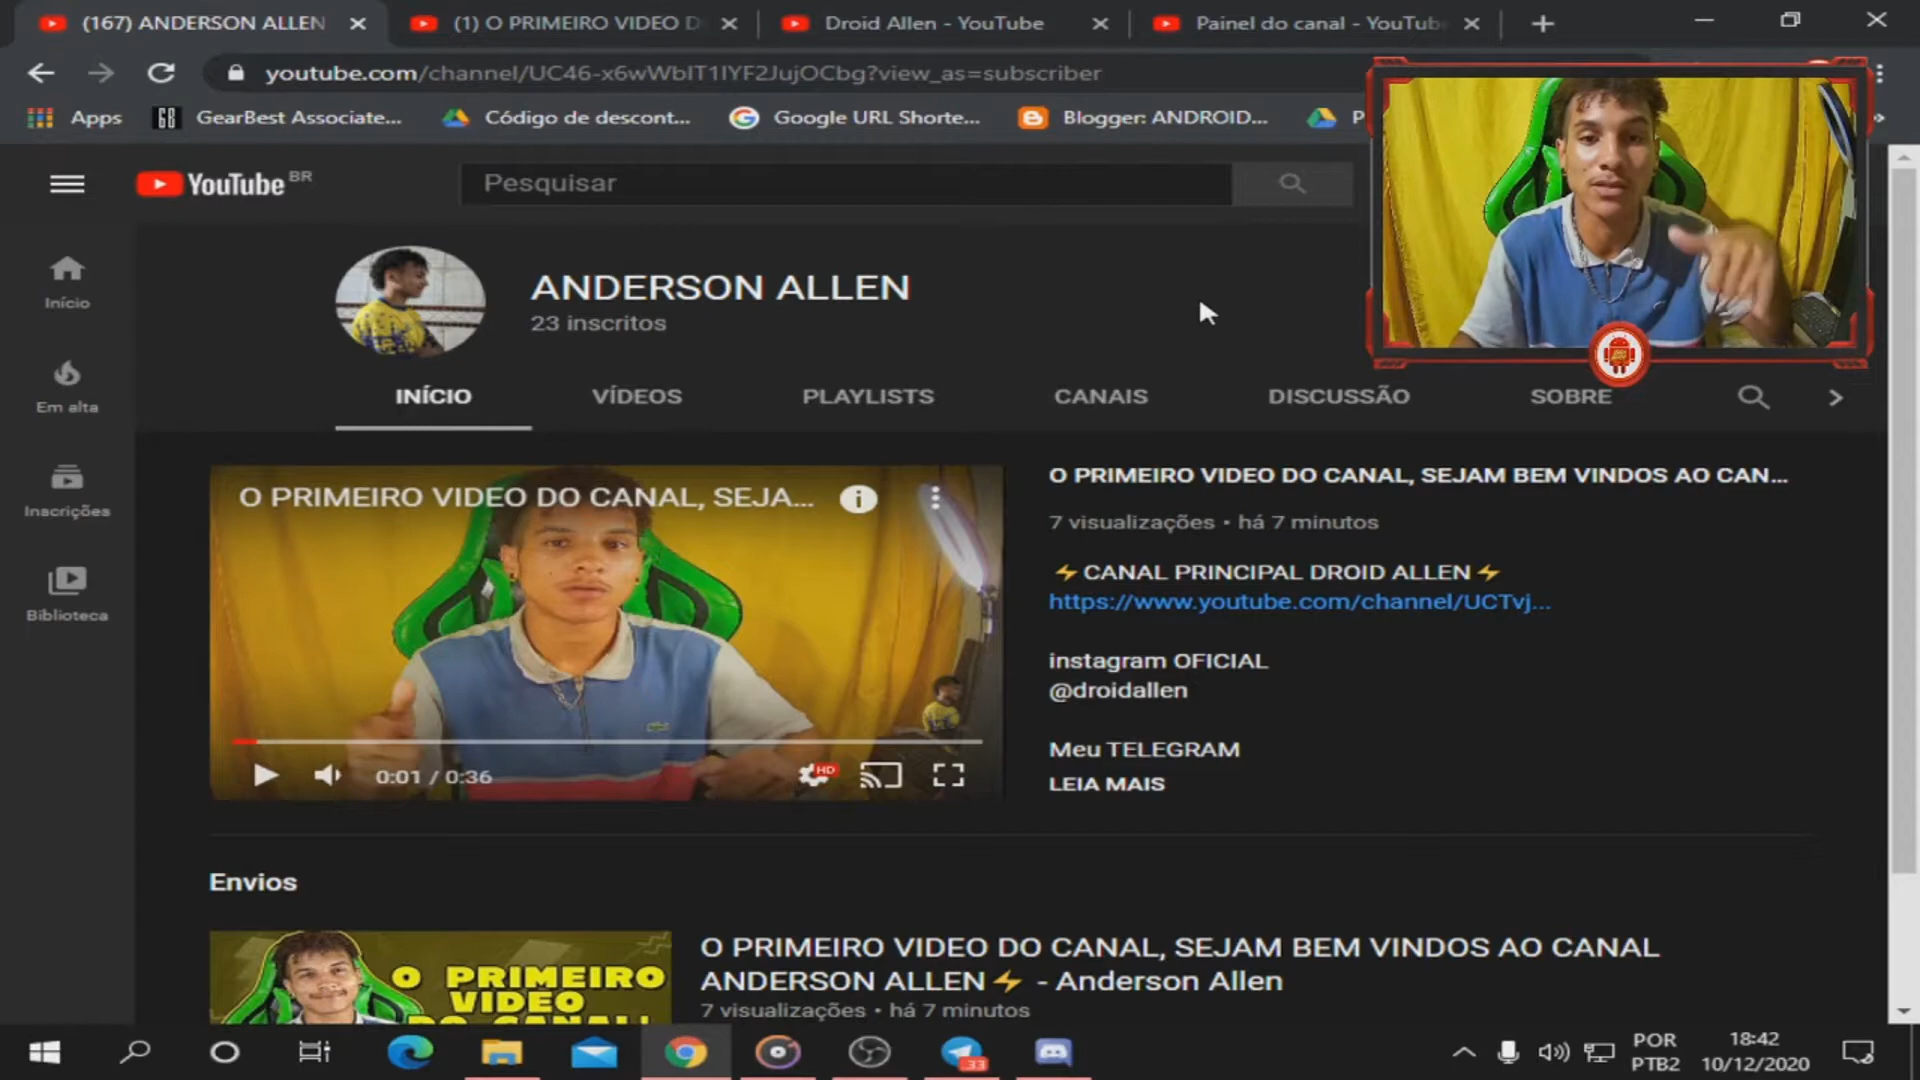 (167) ANDERSON ALLEN
(1) O PRIMEIRO VIDEO D
Droid Allen - YouTube
Painel do canal - YouTub
youtube.com/channel/UC46-x6wWbIT1IYF2JujOCbg?view_as=subscriber
Apps
GearBest Associate...
Código de descont...
Google URL Shorte...
Blogger: ANDROID...
P
YouTube BR
Pesquisar
Início
Em alta
Inscrições
Biblioteca
ANDERSON ALLEN
23 inscritos
INÍCIO
VÍDEOS
PLAYLISTS
CANAIS
DISCUSSÃO
SOBRE
O PRIMEIRO VIDEO DO CANAL, SEJA...
0:01 / 0:36
HD
O PRIMEIRO VIDEO DO CANAL, SEJAM BEM VINDOS AO CAN...
7 visualizações • há 7 minutos
⚡CANAL PRINCIPAL DROID ALLEN⚡
https://www.youtube.com/channel/UCTvj...
instagram OFICIAL
@droidallen
Meu TELEGRAM
LEIA MAIS
Envios
O PRIMEIRO
VIDEO
DO CANAL!
O PRIMEIRO VIDEO DO CANAL, SEJAM BEM VINDOS AO CANAL
ANDERSON ALLEN⚡ - Anderson Allen
7 visualizações • há 7 minutos
33
POR
PTB2
18:42
10/12/2020